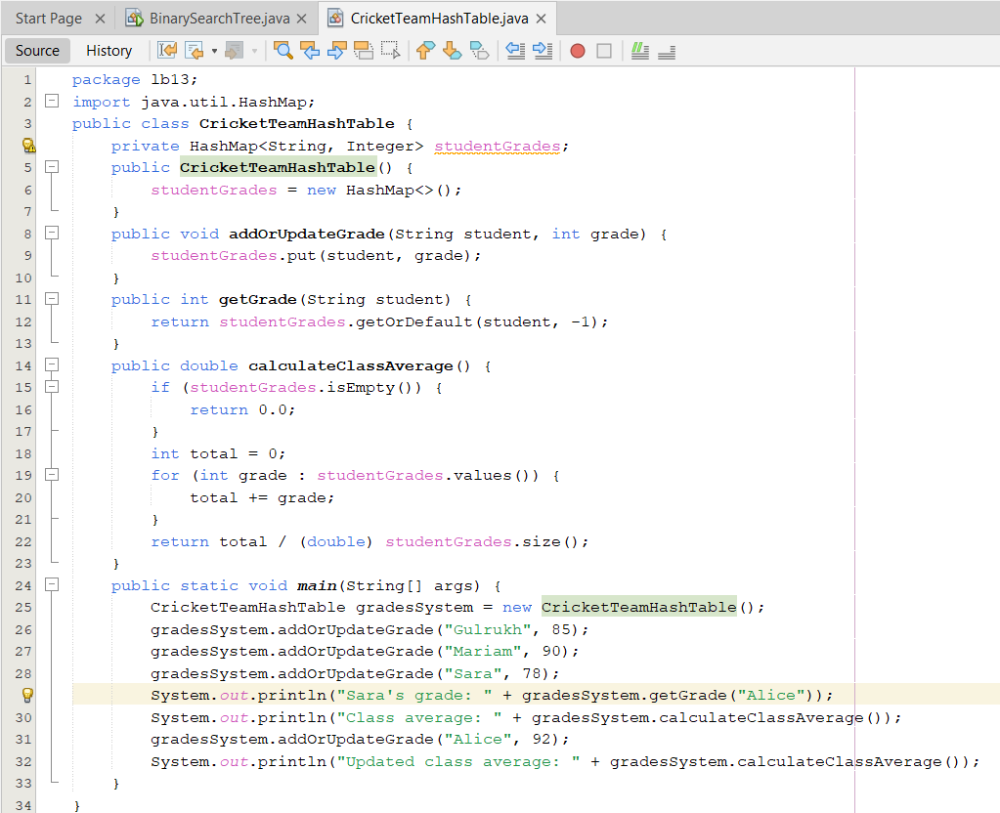 Start Page BinarySearchTree.java CricketTeamHashTable.java
Source History
1 package lb13;
2 import java.util.HashMap;
3 public class CricketTeamHashTable {
private HashMap<String, Integer> studentGrades;
5 public CricketTeamHashTable() {
6 studentGrades = new HashMap<>();
7 }
8 public void addOrUpdateGrade(String student, int grade) {
9 studentGrades.put(student, grade);
10 }
11 public int getGrade(String student) {
12 return studentGrades.getOrDefault(student, -1);
13 }
14 public double calculateClassAverage() {
15 if (studentGrades.isEmpty()) {
16 return 0.0;
17 }
18 int total = 0;
19 for (int grade : studentGrades.values()) {
20 total += grade;
21 }
22 return total / (double) studentGrades.size();
23 }
24 public static void main(String[] args) {
25 CricketTeamHashTable gradesSystem = new CricketTeamHashTable();
26 gradesSystem.addOrUpdateGrade("Gulrukh", 85);
27 gradesSystem.addOrUpdateGrade("Mariam", 90);
28 gradesSystem.addOrUpdateGrade("Sara", 78);
System.out.println("Sara's grade: " + gradesSystem.getGrade("Alice"));
30 System.out.println("Class average: " + gradesSystem.calculateClassAverage());
31 gradesSystem.addOrUpdateGrade("Alice", 92);
32 System.out.println("Updated class average: " + gradesSystem.calculateClassAverage());
33 }
34 }